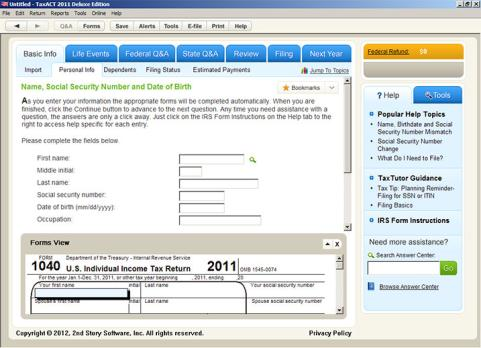 Untitled - TaxACT 2011 Deluxe Edition
File Edit Return Reports Tools Online Help
Q&A Forms Save Alerts Tools E-file Print Help
Basic Info Life Events Federal Q&A State Q&A Review Filing Next Year
Import Personal Info Dependents Filing Status Estimated Payments Jump To Topics
Federal Refund: $0
Name, Social Security Number and Date of Birth
Bookmarks
As you enter your information the appropriate forms will be completed automatically. When you are
finished, click the Continue button to advance to the next question. Any time you need assistance with a
question, the answers are only a click away. Just click on the IRS Form Instructions on the Help tab to the
right to access help specific for each entry.
Please complete the fields below.
First name:
Middle initial:
Last name:
Social security number:
Date of birth (mm/dd/yyyy):
Occupation:
Forms View
X
FORM Department of the Treasury - Internal Revenue Service
1040 U.S. Individual Income Tax Return 2011 OMB 1545-0074
For the year Jan 1-Dec. 31, 2011, or other tax year beginning , 2011, ending ,20
Your first name Initial Last name Your social security number
Spouse's first name Initial Last name Spouse social security number
? Help Tools
Popular Help Topics
Name, Birthdate and Social
Security Number Mismatch
Social Security Number
Change
What Do I Need to File?
TaxTutor Guidance
Tax Tip: Planning Reminder-
Filing for SSN or ITIN
Filing Basics
IRS Form Instructions
Need more assistance?
Search Answer Center:
Go
Browse Answer Center
Copyright © 2012, 2nd Story Software, Inc. All rights reserved. Privacy Policy